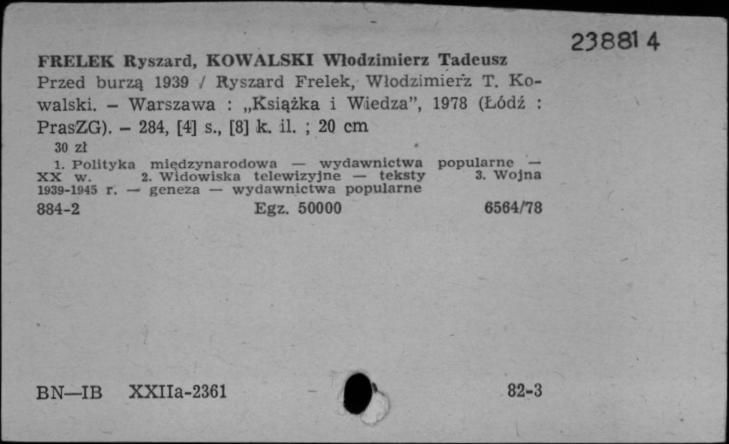 238814
FRELEK Ryszard, KOWALSKI Włodzimierz Tadeusz
Przed burzą 1939 / Ryszard Frelek, Włodzimierz T. Ko-
walski. — Warszawa : „Książka i Wiedza”, 1978 (Łódź :
PrasZG). — 284, [4] s., [8] k. il. ; 20 cm
30 zł
1. Polityka międzynarodowa — wydawnictwa popularne —
XX w. 2. Widowiska telewizyjne — teksty 3. Wojna
1939-1945 r. — geneza — wydawnictwa popularne
884-2 Egz. 50000 6564/78
BN—IB XXIIa-2361 82-3